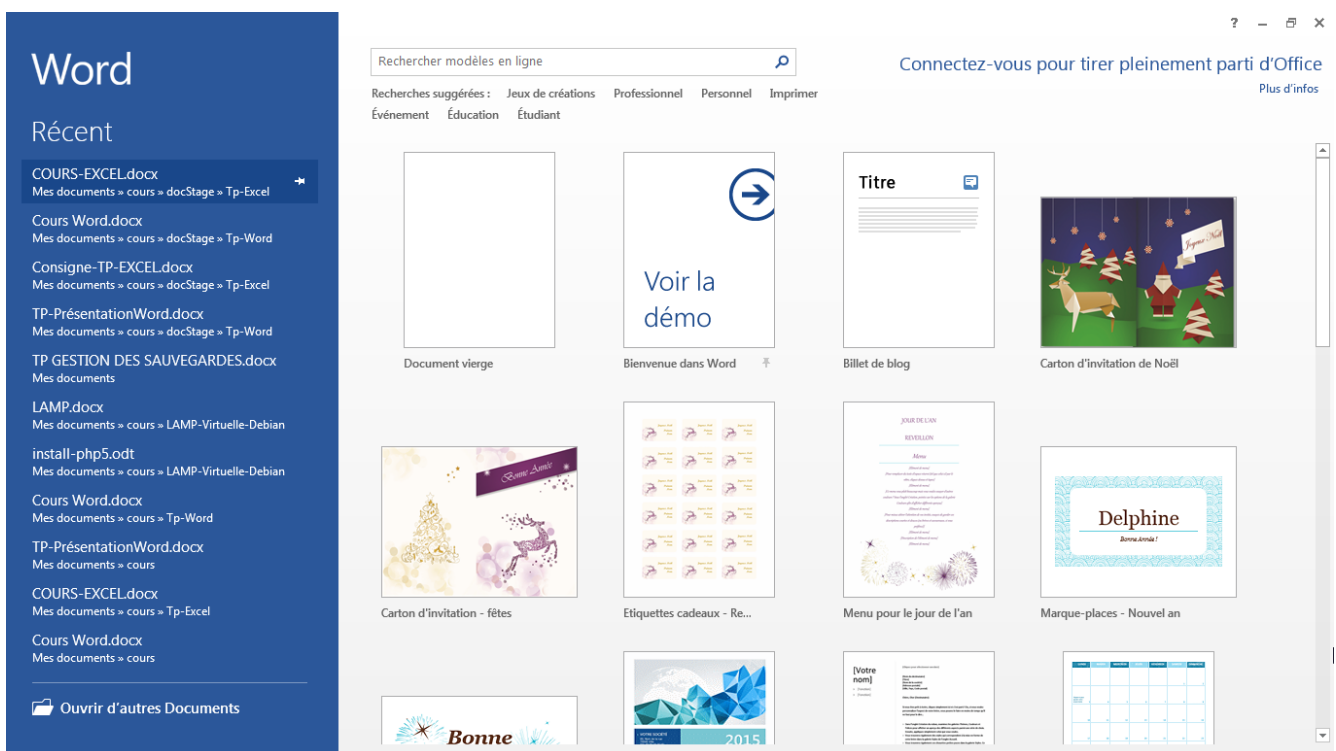 Word
Récent
COURS-EXCEL.docx
Mes documents » cours » docStage » Tp-Excel
Cours Word.docx
Mes documents » cours » docStage » Tp-Word
Consigne-TP-EXCEL.docx
Mes documents » cours » docStage » Tp-Excel
TP-PrésentationWord.docx
Mes documents » cours » docStage » Tp-Word
TP GESTION DES SAUVEGARDES.docx
Mes documents
LAMP.docx
Mes documents » cours » LAMP-Virtuelle-Debian
install-php5.odt
Mes documents » cours » LAMP-Virtuelle-Debian
Cours Word.docx
Mes documents » cours » Tp-Word
TP-PrésentationWord.docx
Mes documents » cours
COURS-EXCEL.docx
Mes documents » cours » Tp-Excel
Cours Word.docx
Mes documents » cours
Ouvrir d'autres Documents
?
Rechercher modèles en ligne
Connectez-vous pour tirer pleinement parti d'Office
Plus d'infos
Recherches suggérées : Jeux de créations Professionnel Personnel Imprimer
Événement Éducation Étudiant
Voir la
démo
Titre
Joyeux Noël
Document vierge
Bienvenue dans Word
Billet de blog
Carton d'invitation de Noël
Bonne Année
JOUR DE L'AN
REVEILLON
Menu
Delphine
Bonne Année !
Carton d'invitation - fêtes
Etiquettes cadeaux - Re...
Menu pour le jour de l'an
Marque-places - Nouvel an
Bonne
VOTRE SOCIÉTÉ
2015
[Votre
nom]